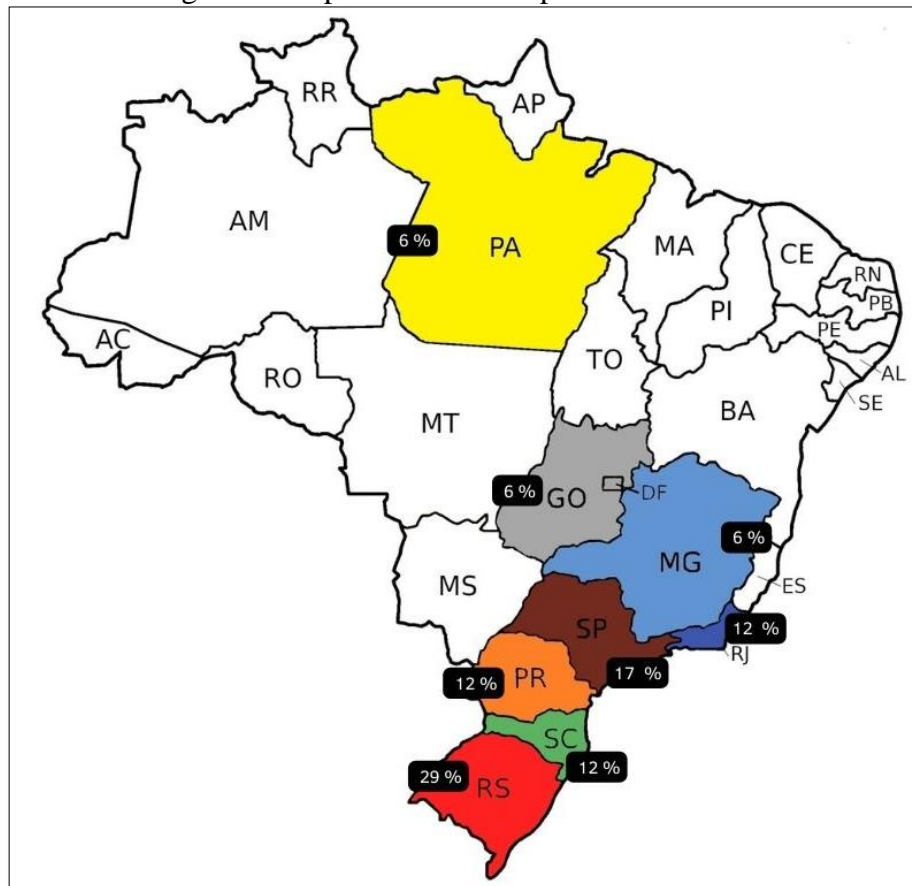 RR
AP
AM
6 %
PA
MA
CE
RN
PB
PI
PE
AC
AL
RO
TO
SE
MT
BA
6 %
GO
DF
6 %
MG
MS
ES
SP
12 %
RJ
17 %
12 %
PR
SC
12 %
29 %
RS